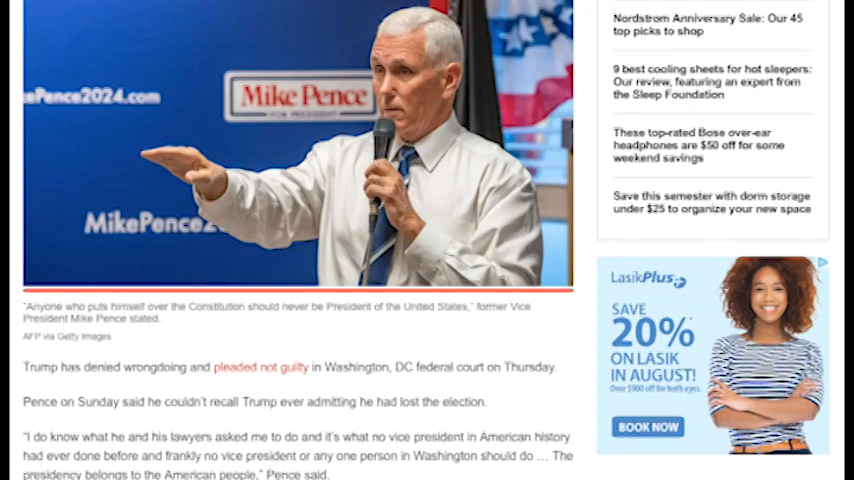 ePence2024.com
Mike Pence
FOR PRESIDENT
MikePence2
"Anyone who puts himself over the Constitution should never be President of the United States," former Vice
President Mike Pence stated.
AFP via Getty Images
Trump has denied wrongdoing and pleaded not guilty in Washington, DC federal court on Thursday.
Pence on Sunday said he couldn't recall Trump ever admitting he had lost the election.
"I do know what he and his lawyers asked me to do and it's what no vice president in American history
had ever done before and frankly no vice president or any one person in Washington should do … The
presidency belongs to the American people," Pence said.
Nordstrom Anniversary Sale: Our 45
top picks to shop
9 best cooling sheets for hot sleepers:
Our review, featuring an expert from
the Sleep Foundation
These top-rated Bose over-ear
headphones are $50 off for some
weekend savings
Save this semester with dorm storage
under $25 to organize your new space
LasikPlus
SAVE
20%*
ON LASIK
IN AUGUST!
Over $900 off for both eyes.
BOOK NOW